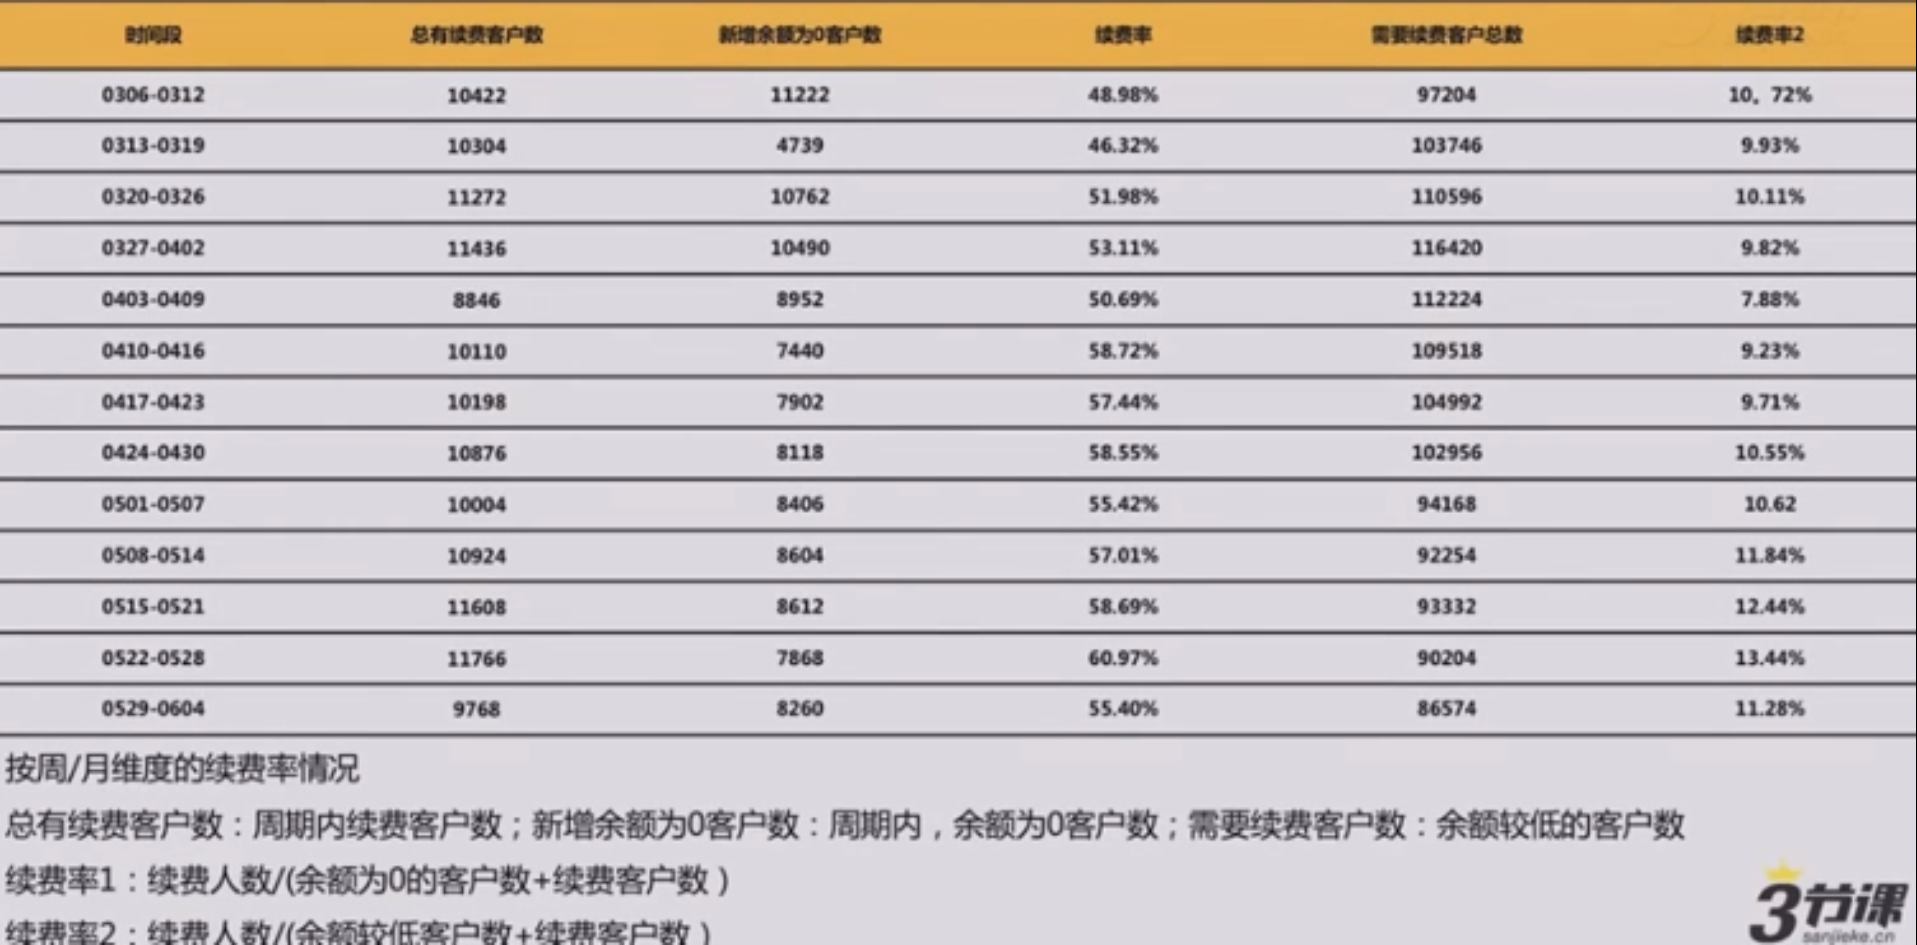 时间段 总有续费客户数 新增余额为0客户数 续费率 需要续费客户总数 续费率2
0306-0312 10422 11222 48.98% 97204 10，72%
0313-0319 10304 4739 46.32% 103746 9.93%
0320-0326 11272 10762 51.98% 110596 10.11%
0327-0402 11436 10490 53.11% 116420 9.82%
0403-0409 8846 8952 50.69% 112224 7.88%
0410-0416 10110 7440 58.72% 109518 9.23%
0417-0423 10198 7902 57.44% 104992 9.71%
0424-0430 10876 8118 58.55% 102956 10.55%
0501-0507 10004 8406 55.42% 94168 10.62
0508-0514 10924 8604 57.01% 92254 11.84%
0515-0521 11608 8612 58.69% 93332 12.44%
0522-0528 11766 7868 60.97% 90204 13.44%
0529-0604 9768 8260 55.40% 86574 11.28%
按周/月维度的续费率情况
总有续费客户数：周期内续费客户数；新增余额为0客户数：周期内，余额为0客户数；需要续费客户数：余额较低的客户数
续费率1：续费人数/(余额为0的客户数+续费客户数）
续费率2：续费人数/(余额较低客户数+续费客户数）
3节课
sanjieke.cn